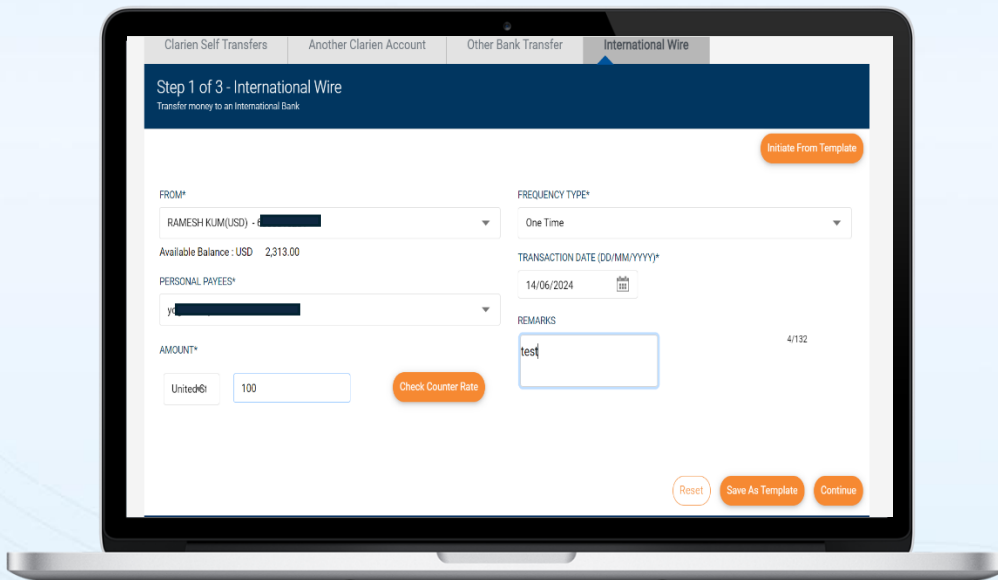 Clarien Self Transfers
Another Clarien Account
Other Bank Transfer
International Wire
Step 1 of 3 - International Wire
Transfer money to an International Bank
Initiate From Template
FROM*
RAMESH KUM(USD) - 6
Available Balance : USD 2,313.00
PERSONAL PAYEES*
yo
AMOUNT*
100
Check Counter Rate
FREQUENCY TYPE*
One Time
TRANSACTION DATE (DD/MM/YYYY)*
14/06/2024
REMARKS
test
4/132
Reset
Save As Template
Continue